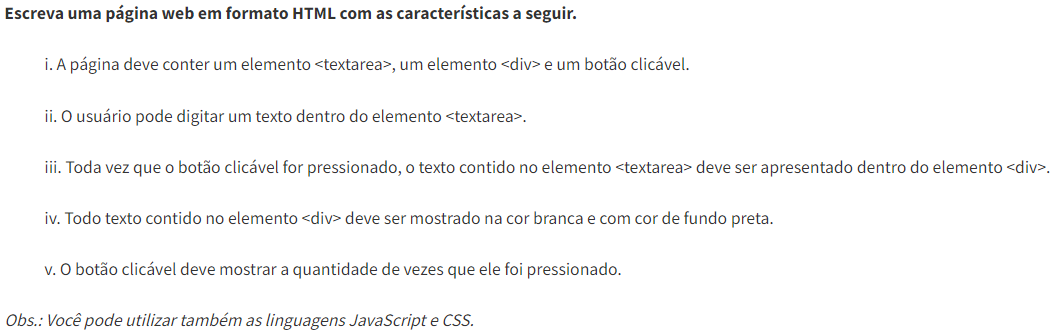 Escreva uma página web em formato HTML com as características a seguir.
i. A página deve conter um elemento <textarea>, um elemento <div> e um botão clicável.
ii. O usuário pode digitar um texto dentro do elemento <textarea>.
iii. Toda vez que o botão clicável for pressionado, o texto contido no elemento <textarea> deve ser apresentado dentro do elemento <div>.
iv. Todo texto contido no elemento <div> deve ser mostrado na cor branca e com cor de fundo preta.
v. O botão clicável deve mostrar a quantidade de vezes que ele foi pressionado.
Obs.: Você pode utilizar também as linguagens JavaScript e CSS.